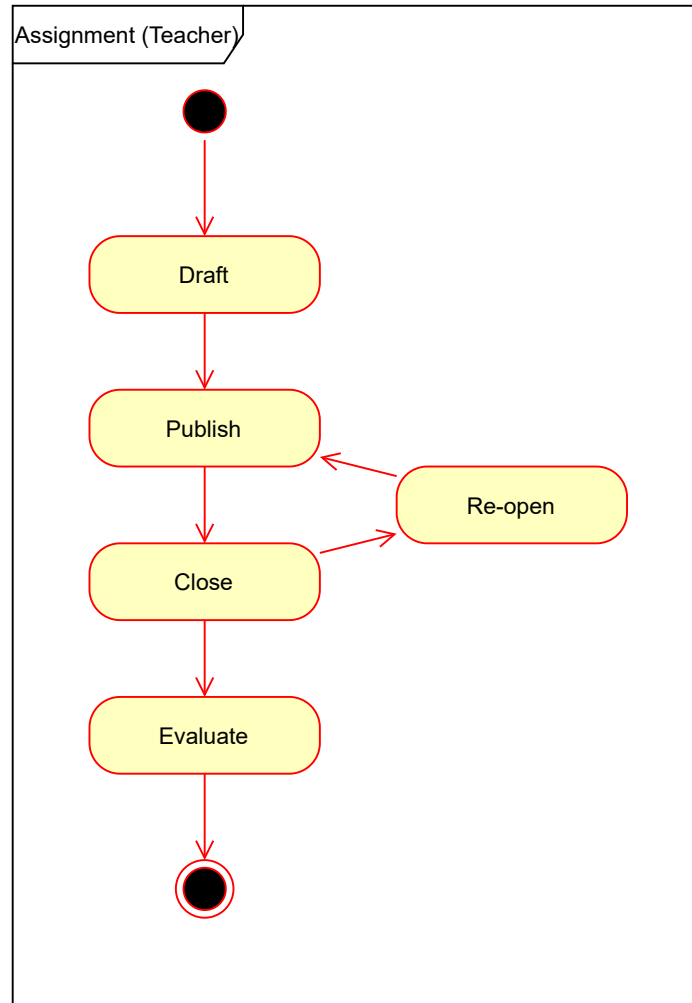 Assignment (Teacher)
Draft
Publish
Re-open
Close
Evaluate